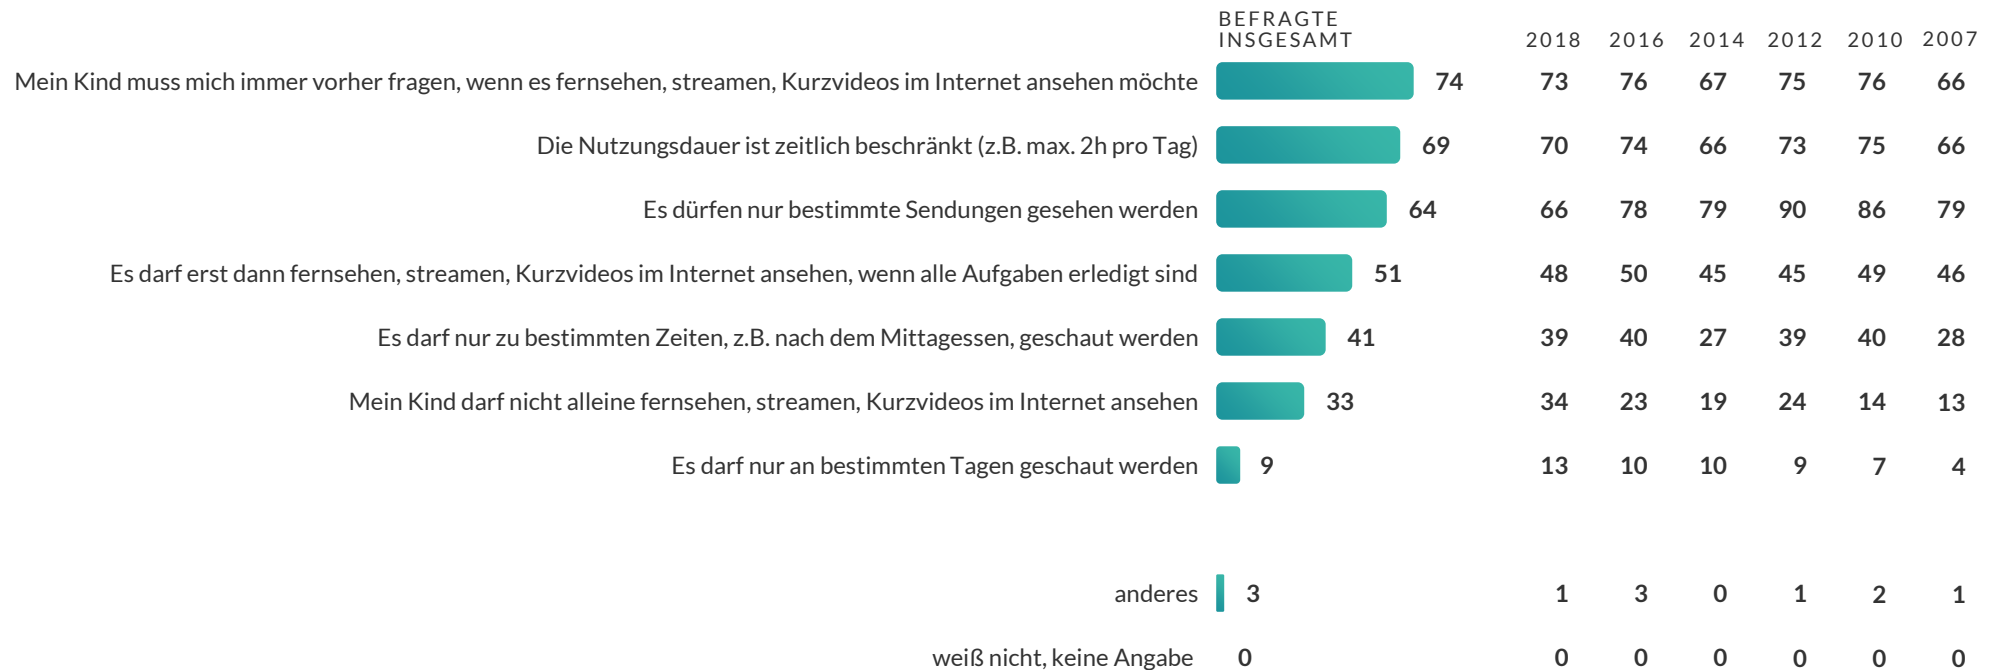 BEFRAGTE
INSGESAMT 2018 2016 2014 2012 2010 2007
Mein Kind muss mich immer vorher fragen, wenn es fernsehen, streamen, Kurzvideos im Internet ansehen möchte 74 73 76 67 75 76 66
Die Nutzungsdauer ist zeitlich beschränkt (z.B. max. 2h pro Tag) 69 70 74 66 73 75 66
Es dürfen nur bestimmte Sendungen gesehen werden 64 66 78 79 90 86 79
Es darf erst dann fernsehen, streamen, Kurzvideos im Internet ansehen, wenn alle Aufgaben erledigt sind 51 48 50 45 45 49 46
Es darf nur zu bestimmten Zeiten, z.B. nach dem Mittagessen, geschaut werden 41 39 40 27 39 40 28
Mein Kind darf nicht alleine fernsehen, streamen, Kurzvideos im Internet ansehen 33 34 23 19 24 14 13
Es darf nur an bestimmten Tagen geschaut werden 9 13 10 10 9 7 4
anderes 3 1 3 0 1 2 1
weiß nicht, keine Angabe 0 0 0 0 0 0 0